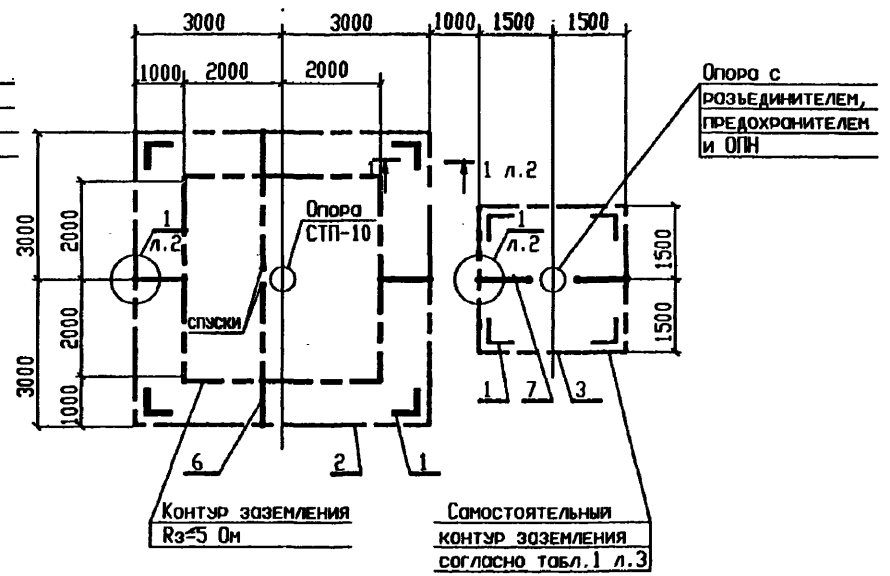 3000 3000 1000 1500 1500
1000 2000 2000
Опора с
разъединителем,
предохранителем
и ОПН
1 1 л.2
3000
2000
1
л.2
Опора
СТП-10
1
л.2
1500
спуски
3000
2000
1000
1500
6 2 1
1 7 3
Контур заземления
Rз=5 Ом
Самостоятельный
контур заземления
согласно табл.1 л.3